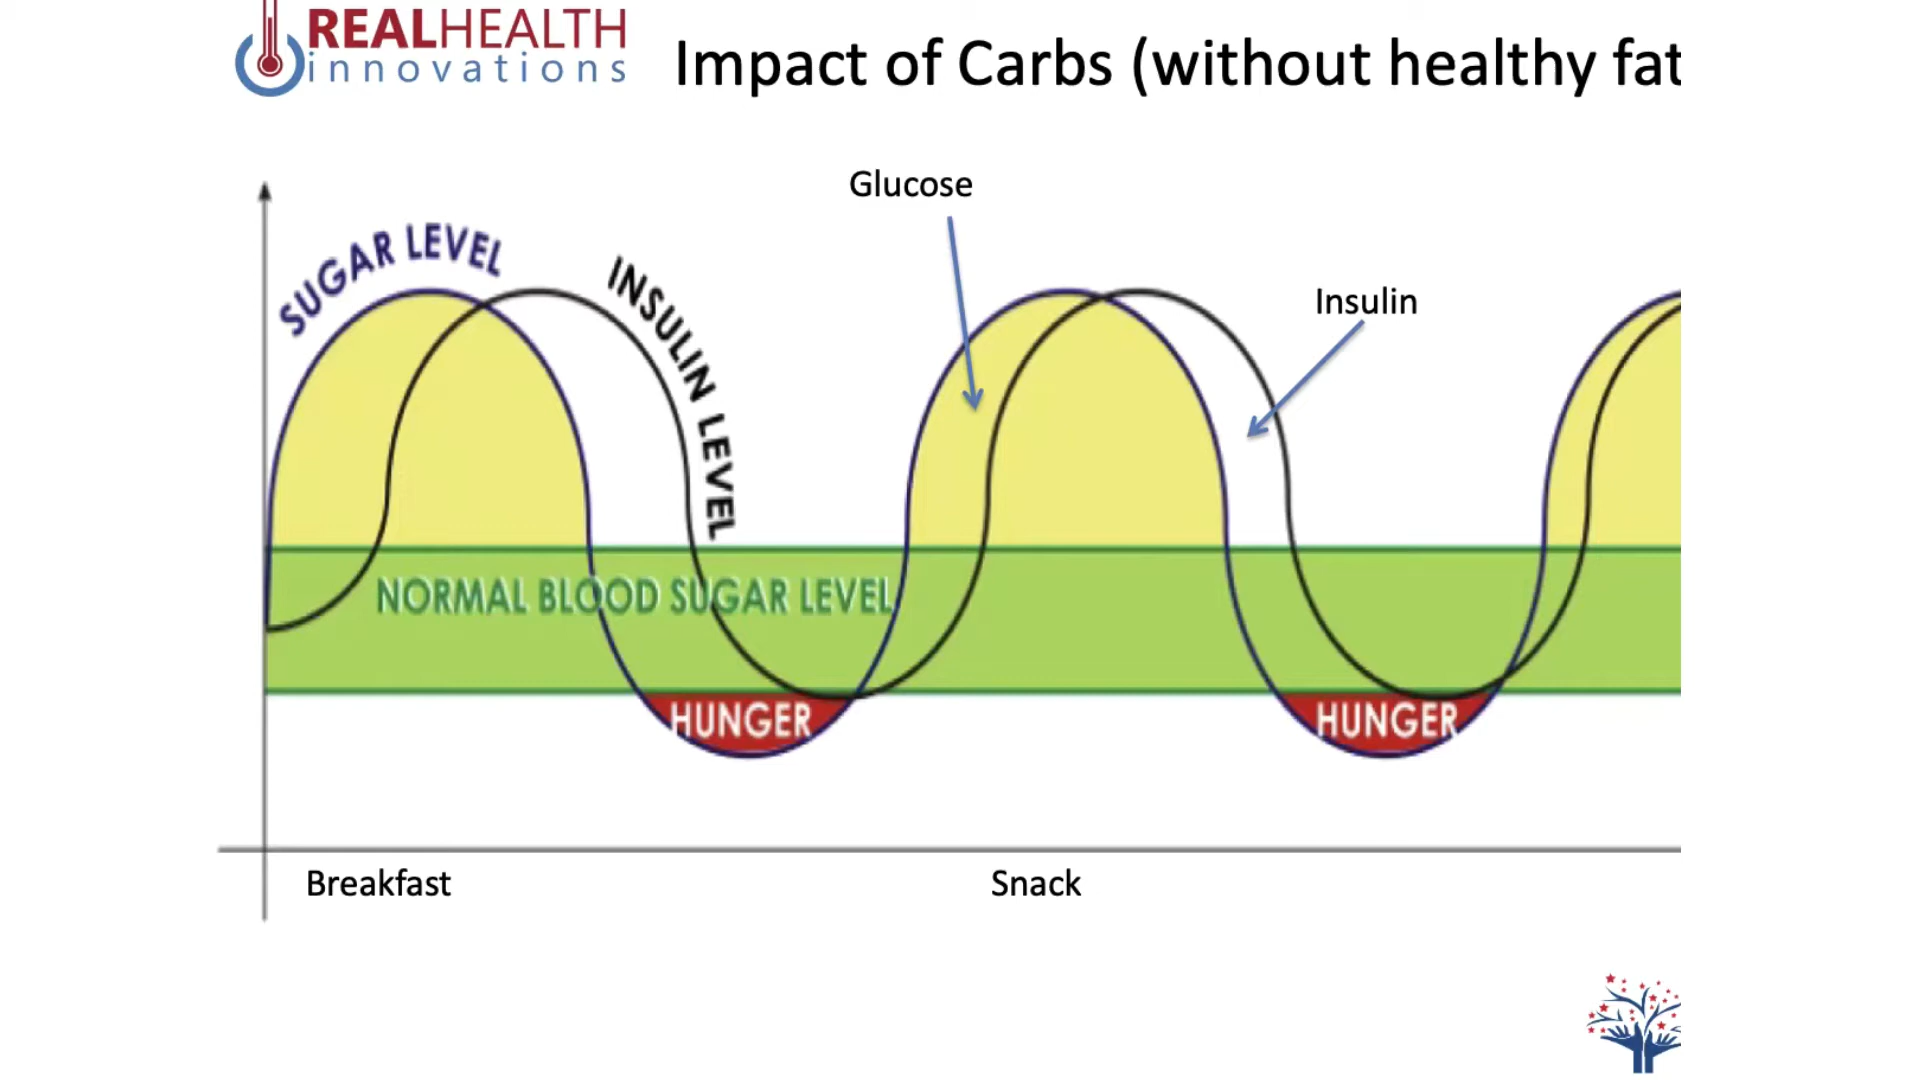 REALHEALTH
innovations
Impact of Carbs (without healthy fat
Glucose
SUGAR LEVEL
INSULIN LEVEL
Insulin
NORMAL BLOOD SUGAR LEVEL
HUNGER
HUNGER
Breakfast
Snack